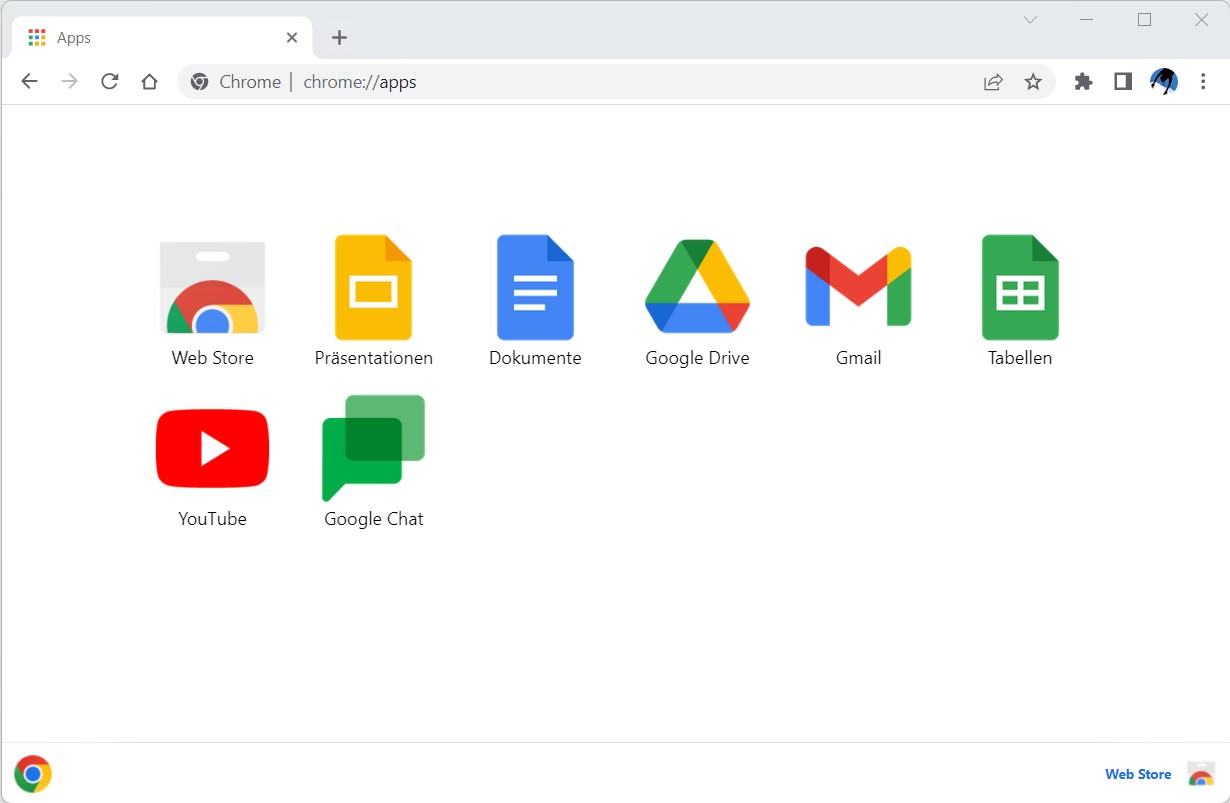 Apps
Chrome | chrome://apps
Web Store
Präsentationen
Dokumente
Google Drive
Gmail
Tabellen
YouTube
Google Chat
Web Store